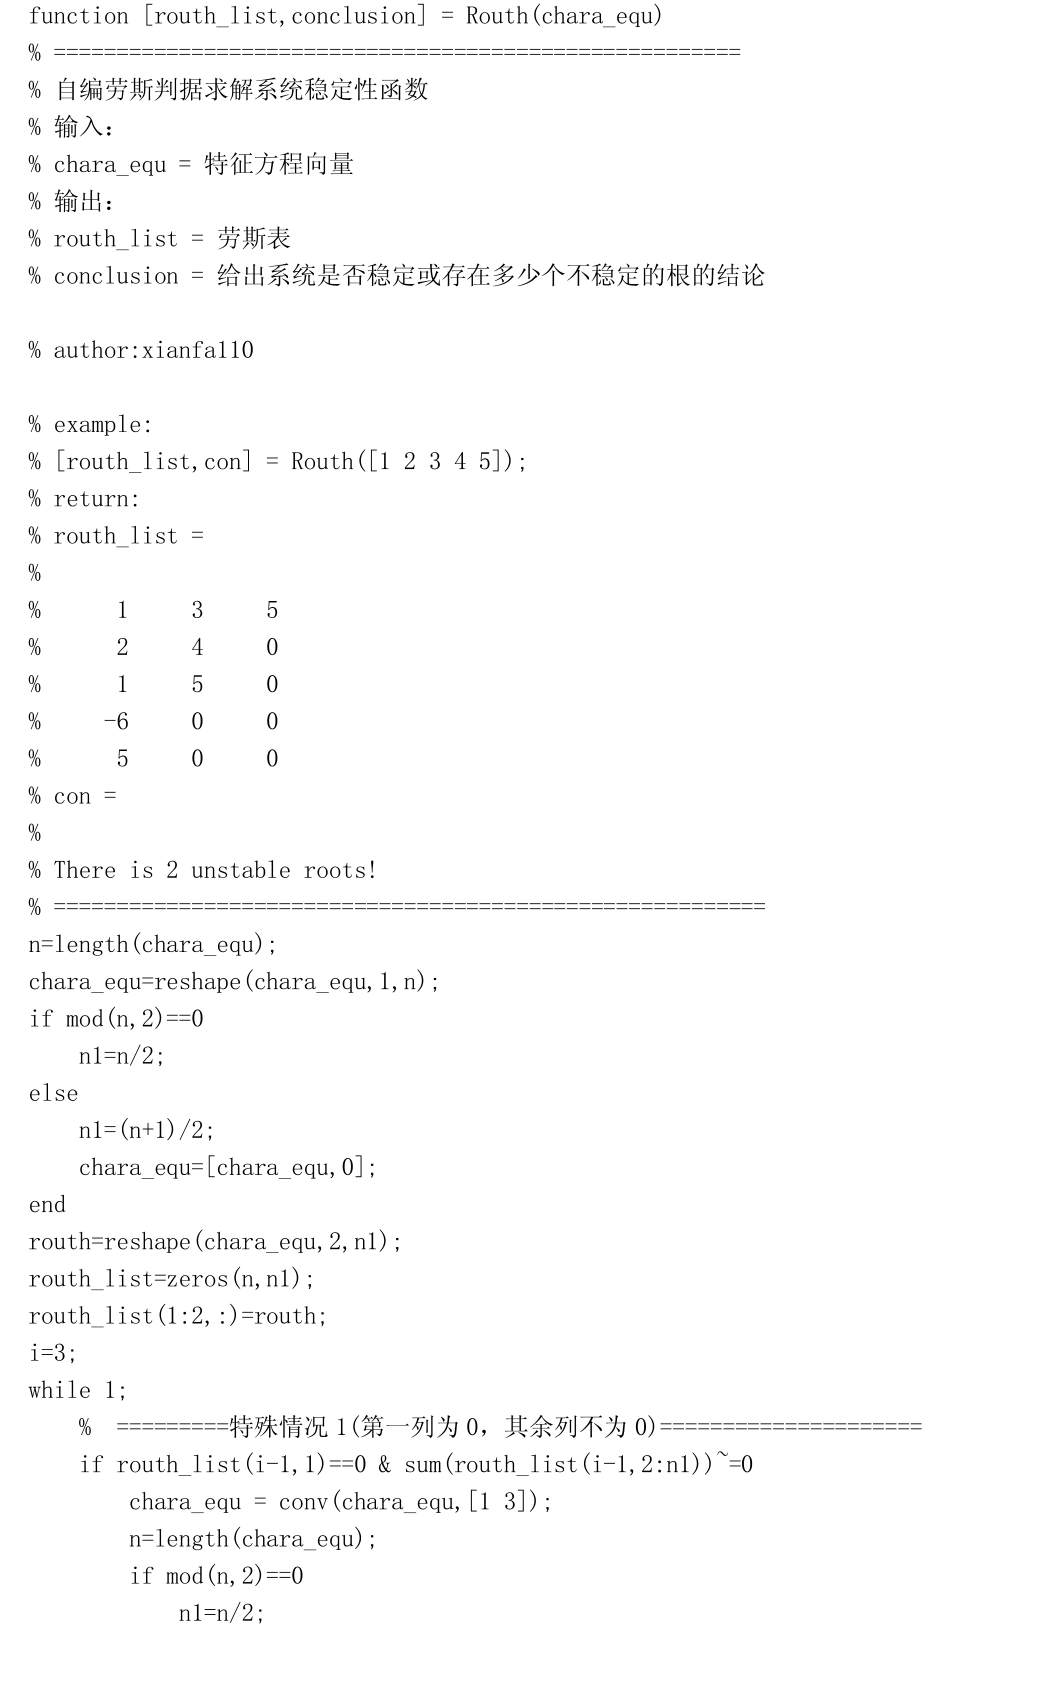 function [routh_list,conclusion] = Routh(chara_equ)
% =======================================================
% 自编劳斯判据求解系统稳定性函数
% 输入：
% chara_equ = 特征方程向量
% 输出：
% routh_list = 劳斯表
% conclusion = 给出系统是否稳定或存在多少个不稳定的根的结论
% author:xianfa110
% example:
% [routh_list,con] = Routh([1 2 3 4 5]);
% return:
% routh_list =
%
%      1     3     5
%      2     4     0
%      1     5     0
%     -6     0     0
%      5     0     0
% con =
%
% There is 2 unstable roots!
% =========================================================
n=length(chara_equ);
chara_equ=reshape(chara_equ,1,n);
if mod(n,2)==0
    n1=n/2;
else
    n1=(n+1)/2;
    chara_equ=[chara_equ,0];
end
routh=reshape(chara_equ,2,n1);
routh_list=zeros(n,n1);
routh_list(1:2,:)=routh;
i=3;
while 1;
    %  =========特殊情况 1(第一列为 0，其余列不为 0)=====================
    if routh_list(i-1,1)==0 & sum(routh_list(i-1,2:n1))~=0
        chara_equ = conv(chara_equ,[1 3]);
        n=length(chara_equ);
        if mod(n,2)==0
            n1=n/2;